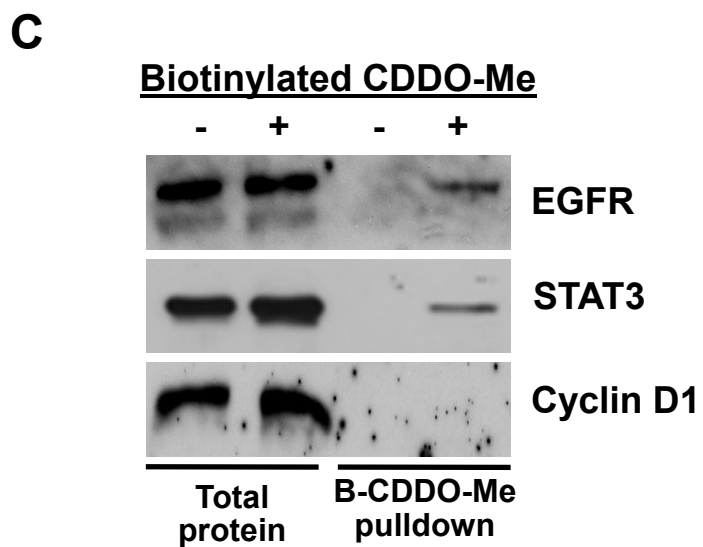 C
Biotinylated CDDO-Me
- + - +
EGFR
STAT3
Cyclin D1
Total
protein
B-CDDO-Me
pulldown